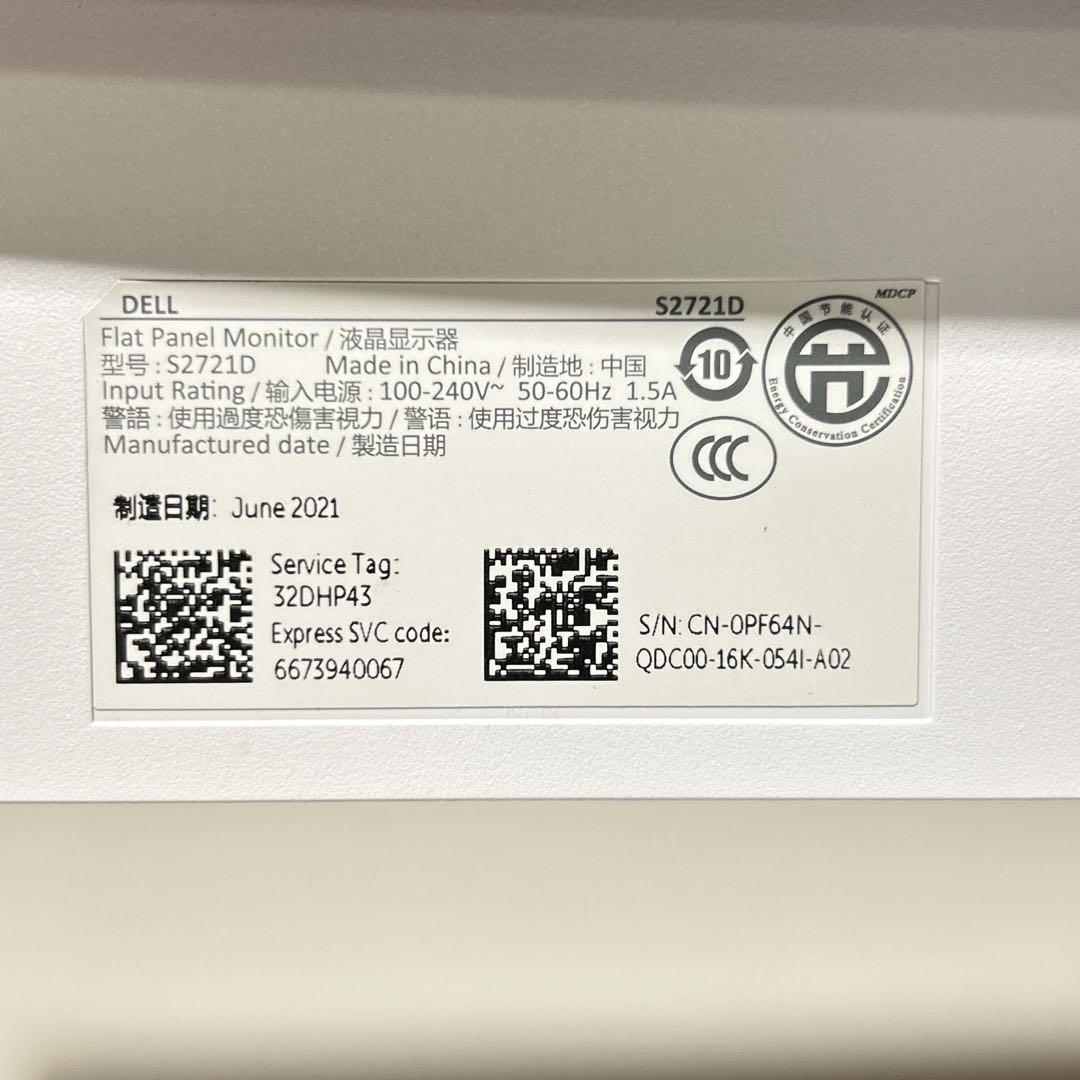 DELL S2721D
MDCP
Flat Panel Monitor / 液晶显示器
型号 : S2721D Made in China / 制造地 : 中国
Input Rating / 输入电源 : 100-240V~ 50-60Hz 1.5A
警語 : 使用過度恐傷害視力 / 警语 : 使用过度恐伤害视力
Manufactured date / 製造日期
10
中国节能认证
Energy Conservation Certification
CCC
制造日期: June 2021
Service Tag:
32DHP43
Express SVC code:
6673940067
S/N: CN-0PF64N-
QDC00-16K-054I-A02